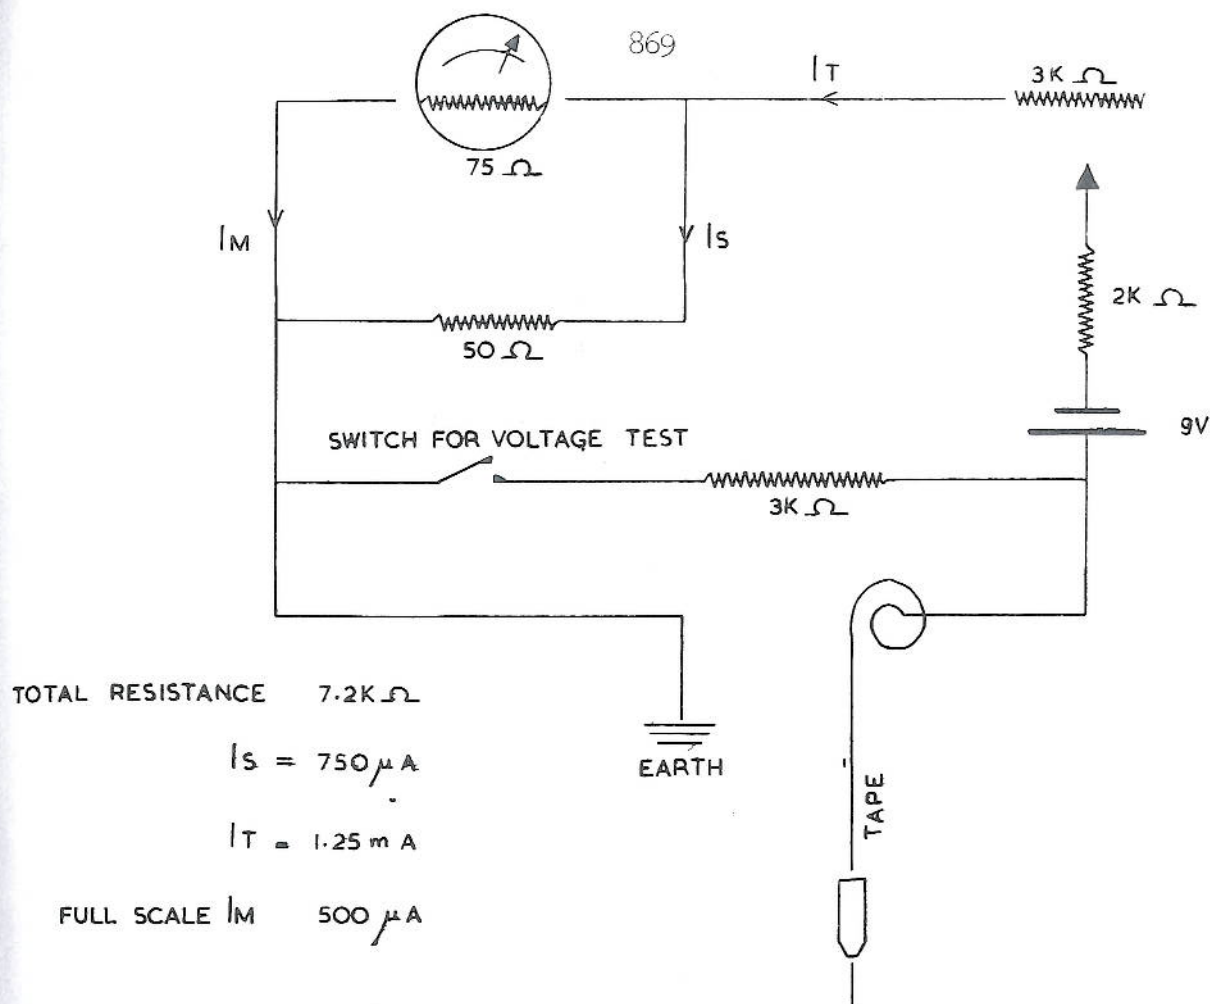 869
IT
3K Ω
75 Ω
IM
IS
2K Ω
50 Ω
9V
SWITCH FOR VOLTAGE TEST
3K Ω
TOTAL RESISTANCE 7.2K Ω
EARTH
IS = 750 μA
TAPE
IT = 1.25 mA
FULL SCALE IM 500 μA